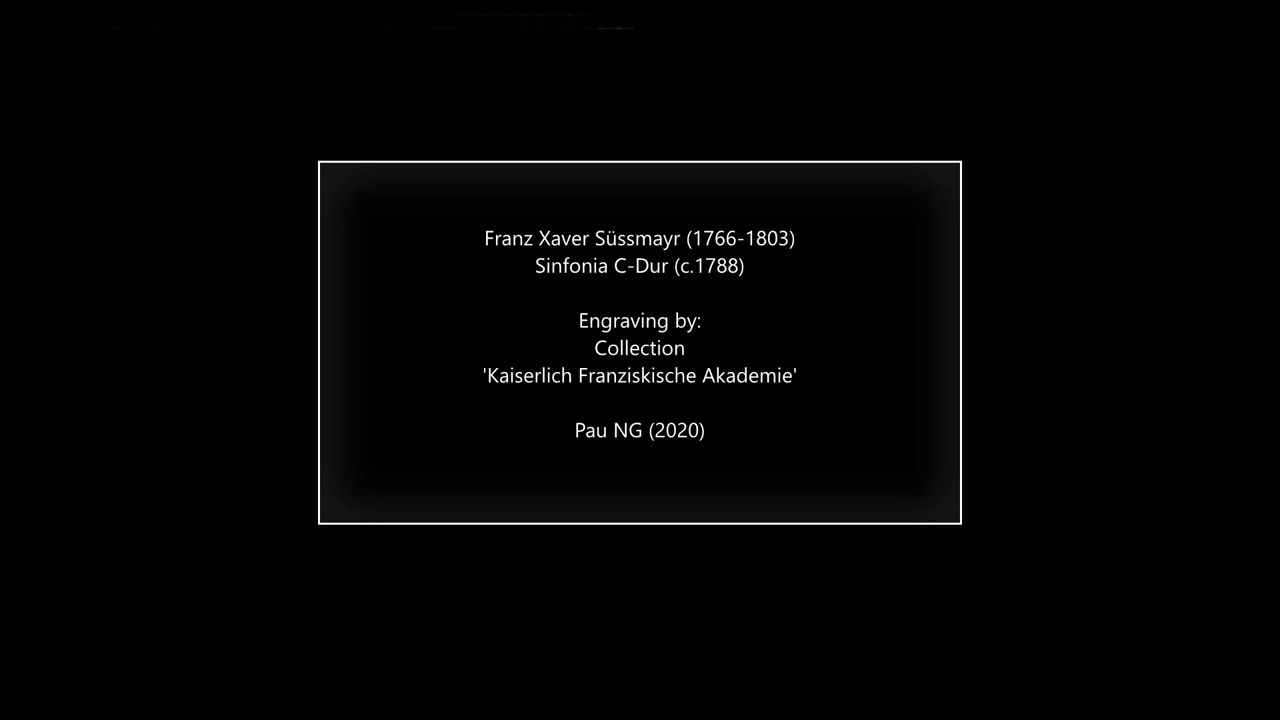 Franz Xaver Süssmayr (1766-1803)
Sinfonia C-Dur (c.1788)
Engraving by:
Collection
'Kaiserlich Franziskische Akademie'
Pau NG (2020)